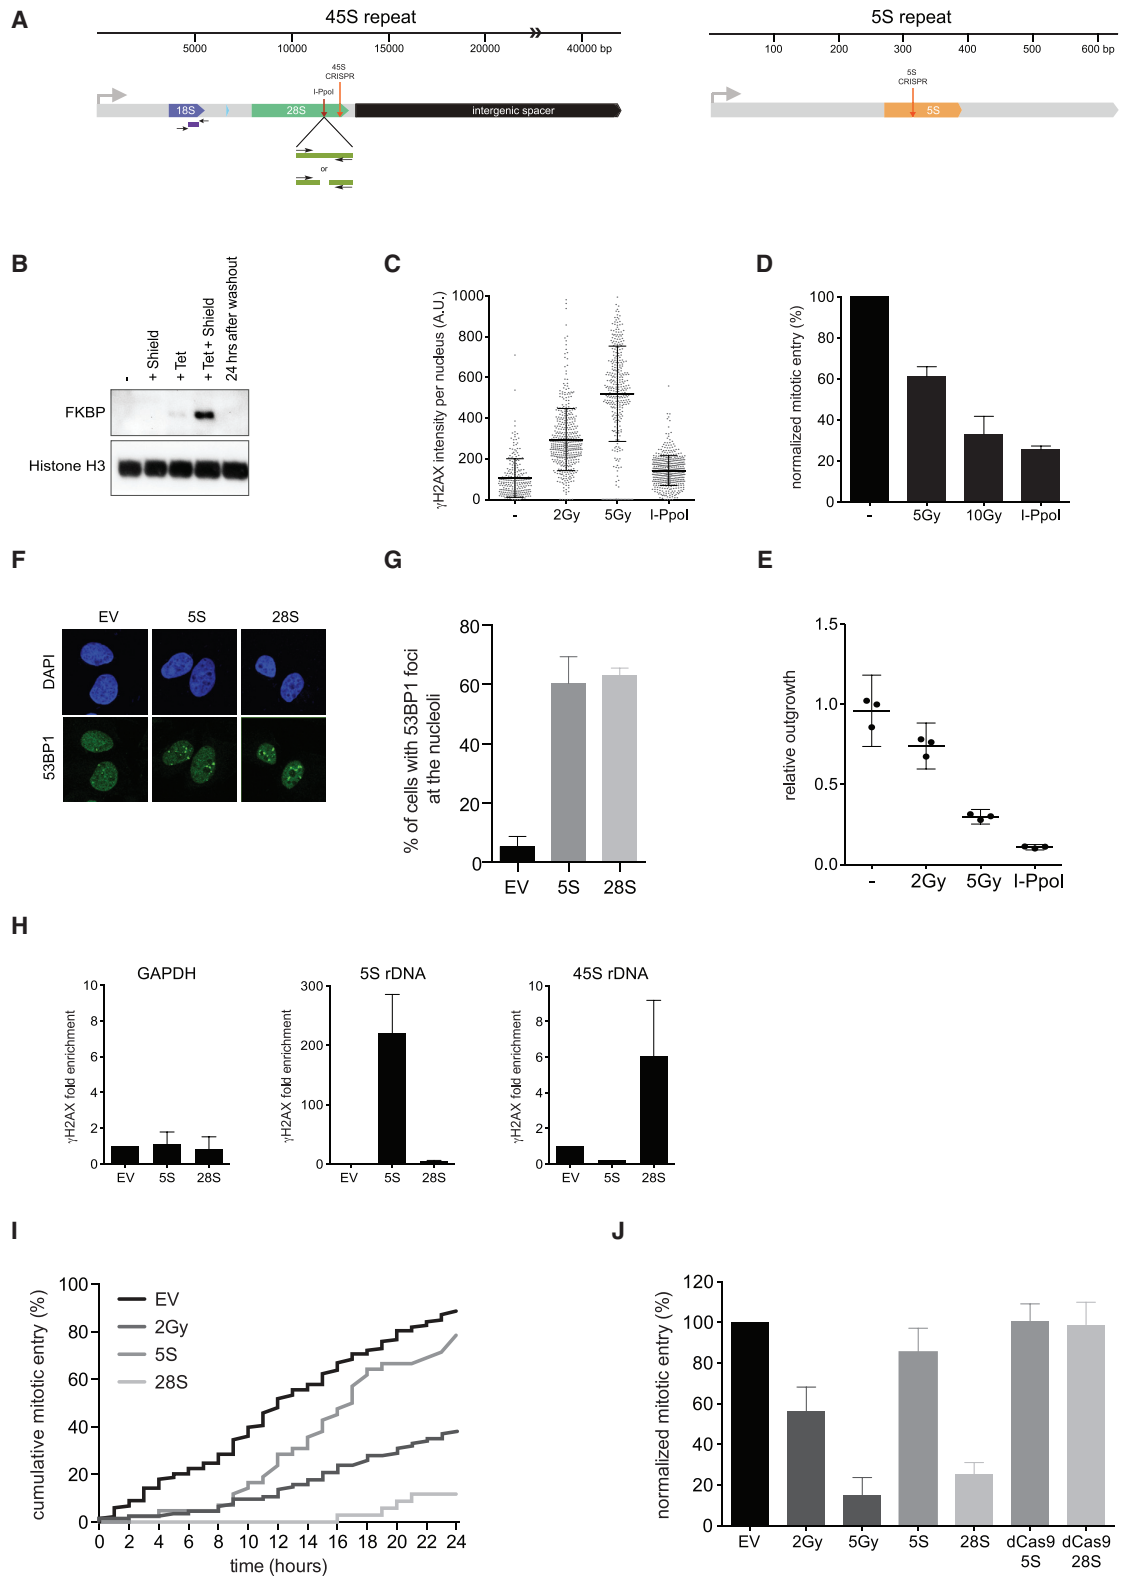 A
45S repeat
5S repeat
5000 10000 15000 20000 40000 bp
100 200 300 400 500 600 bp
45S
CRISPR
I-PpoI
18S 28S intergenic spacer
or
5S
CRISPR
5S
B
-
+ Shield
+ Tet
+ Tet + Shield
24 hrs after washout
FKBP
Histone H3
C
γH2AX intensity per nucleus (A.U.)
1000
800
600
400
200
0
- 2Gy 5Gy I-PpoI
D
normalized mitotic entry (%)
100
80
60
40
20
0
- 5Gy 10Gy I-PpoI
F
EV 5S 28S
DAPI
53BP1
G
% of cells with 53BP1 foci
at the nucleoli
80
60
40
20
0
EV 5S 28S
E
relative outgrowth
1.5
1.0
0.5
0.0
- 2Gy 5Gy I-PpoI
H
GAPDH
γH2AX fold enrichment
10
8
6
4
2
0
EV 5S 28S
5S rDNA
γH2AX fold enrichment
300
200
100
0
EV 5S 28S
45S rDNA
γH2AX fold enrichment
10
8
6
4
2
0
EV 5S 28S
I
cumulative mitotic entry (%)
100
80
60
40
20
0
EV
2Gy
5S
28S
0 2 4 6 8 10 12 14 16 18 20 22 24
time (hours)
J
normalized mitotic entry (%)
120
100
80
60
40
20
0
EV 2Gy 5Gy 5S 28S dCas9 dCas9
5S 28S